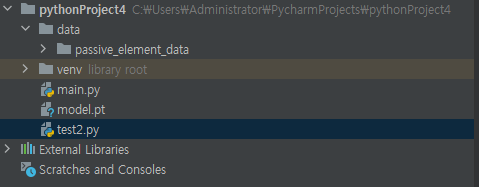 pythonProject4 C:₩Users₩Administrator₩PycharmProjects₩pythonProject4
data
passive_element_data
venv library root
main.py
model.pt
test2.py
External Libraries
Scratches and Consoles